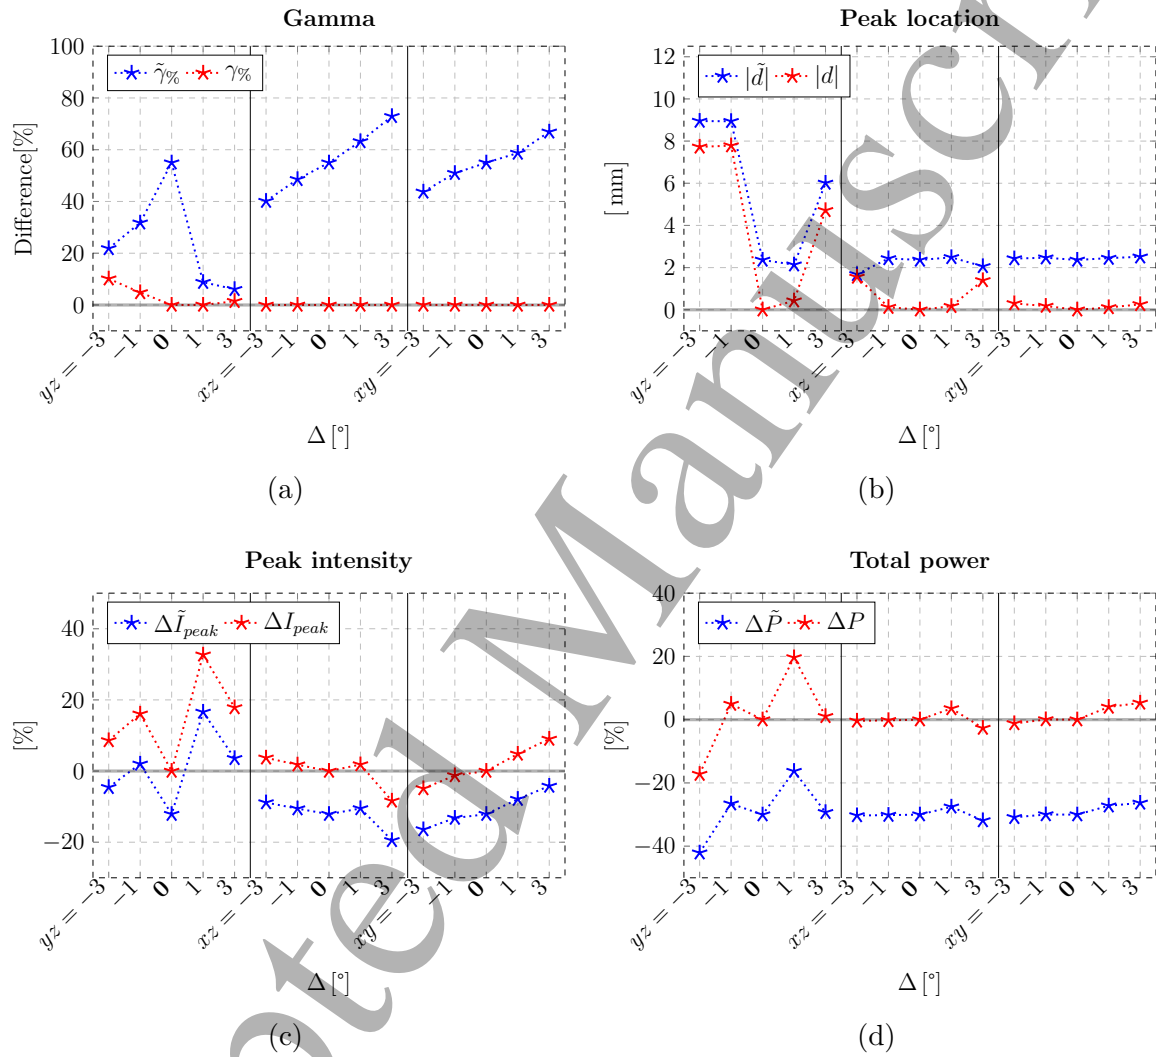 Gamma
100
80
60
40
20
0
Difference[%]
γ̃% γ%
yz = −3 −1 0 1 3 xz = −3 −1 0 1 3 xy = −3 −1 0 1 3
Δ [°]
(a)
Peak location
12
10
8
6
4
2
0
[ mm]
|d̃| |d|
yz = −3 −1 0 1 3 xz = −3 −1 0 1 3 xy = −3 −1 0 1 3
Δ [°]
(b)
Peak intensity
40
20
0
−20
[%]
ΔĨpeak ΔIpeak
yz = −3 −1 0 1 3 xz = −3 −1 0 1 3 xy = −3 −1 0 1 3
Δ [°]
(c)
Total power
40
20
0
−20
−40
[%]
ΔP̃ ΔP
yz = −3 −1 0 1 3 xz = −3 −1 0 1 3 xy = −3 −1 0 1 3
Δ [°]
(d)
oted Manuscri